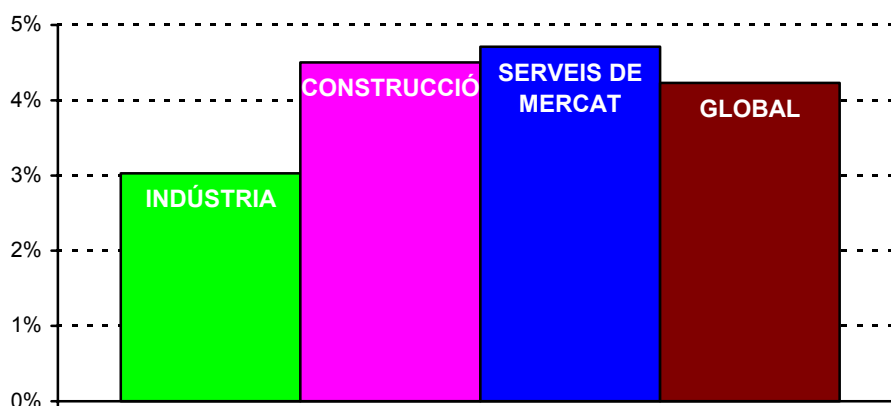 5%
4%
3%
2%
1%
0%
INDÚSTRIA
CONSTRUCCIÓ
SERVEIS DE
MERCAT
GLOBAL